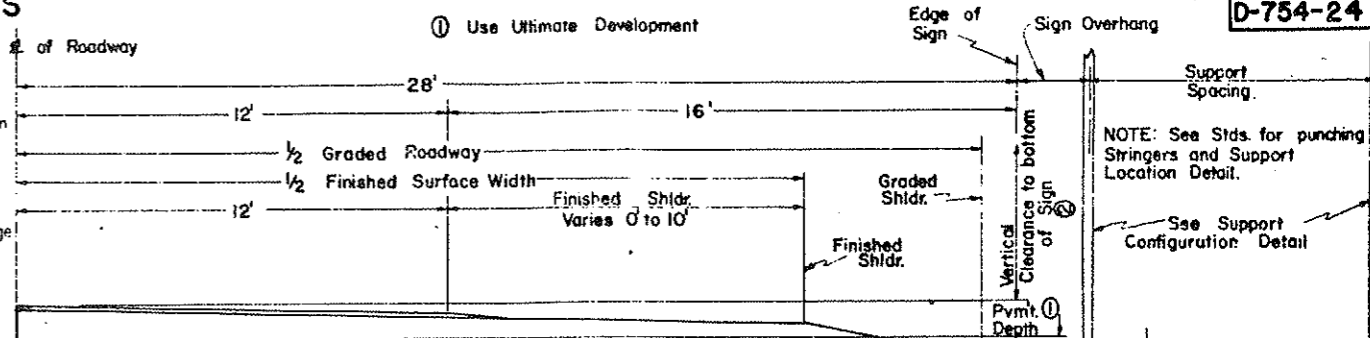 S
① Use Ultimate Development
Edge of
Sign
Sign Overhang
D-754-24
℄ of Roadway
28'
Support
Spacing.
12'
16'
NOTE: See Stds. for punching
Stringers and Support
Location Detail.
½ Graded Roadway
½ Finished Surface Width
Graded
Shldr.
12'
Finished Shldr.
Varies 0' to 10'
Vertical
Clearance to bottom
of Sign ②
See Support
Configuration Detail
Finished
Shldr.
Pvmt. ①
Depth